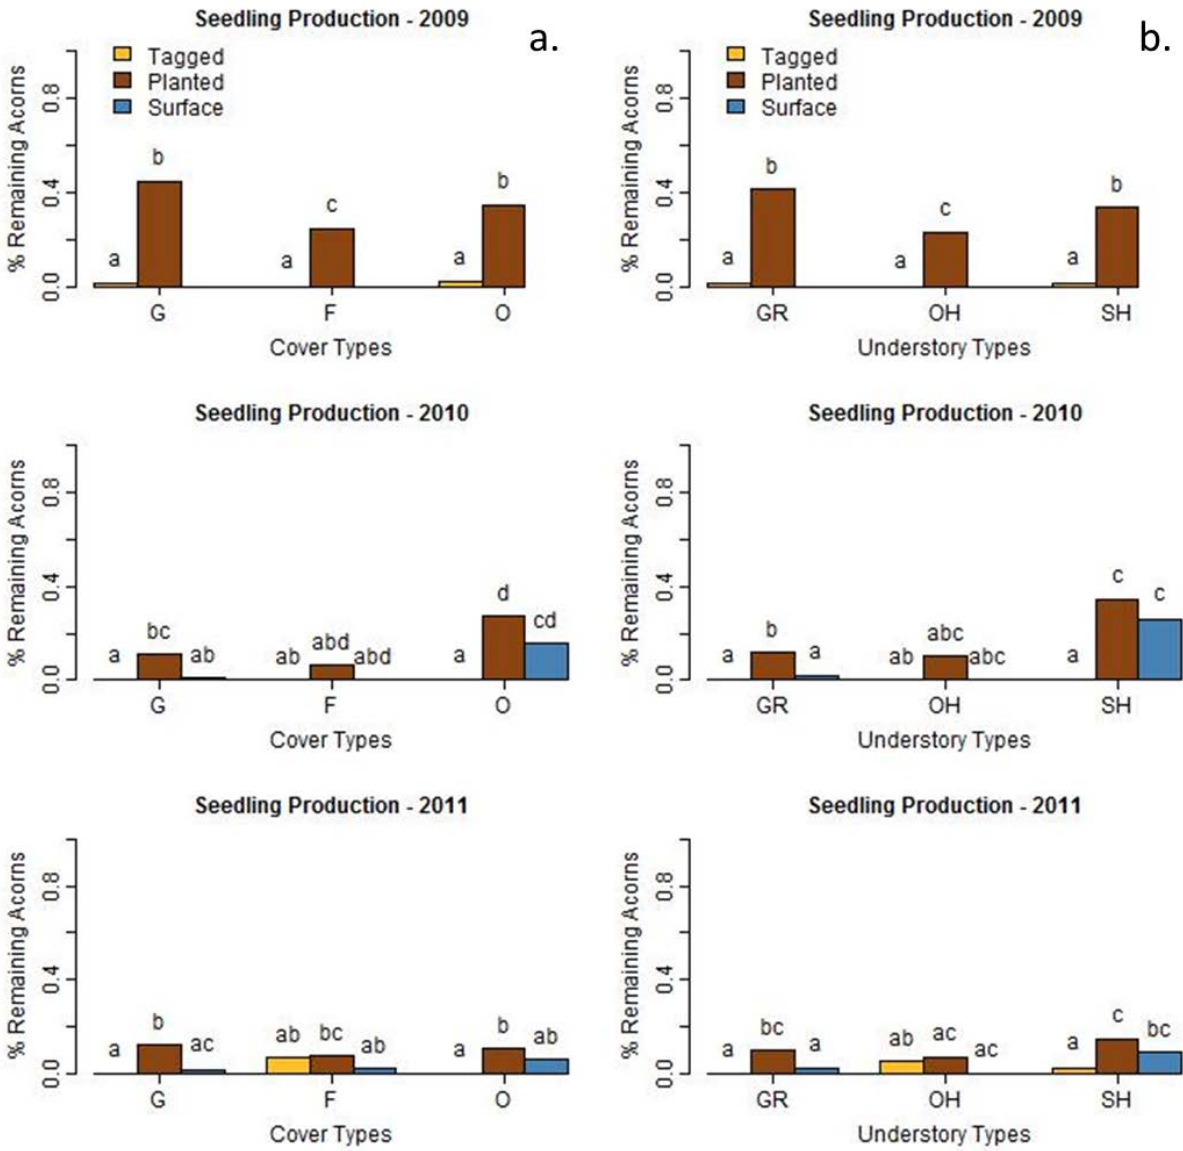 Seedling Production - 2009
a.
Tagged
Planted
Surface
% Remaining Acorns
0.0 0.4 0.8
a b a c a b
G F O
Cover Types
Seedling Production - 2009
b.
Tagged
Planted
Surface
% Remaining Acorns
0.0 0.4 0.8
a b a c a b
GR OH SH
Understory Types
Seedling Production - 2010
% Remaining Acorns
0.0 0.4 0.8
a bc ab ab abd abd a d cd
G F O
Cover Types
Seedling Production - 2010
% Remaining Acorns
0.0 0.4 0.8
a b a ab abc abc a c c
GR OH SH
Understory Types
Seedling Production - 2011
% Remaining Acorns
0.0 0.4 0.8
a b ac ab bc ab a b ab
G F O
Cover Types
Seedling Production - 2011
% Remaining Acorns
0.0 0.4 0.8
a bc a ab ac ac a c bc
GR OH SH
Understory Types